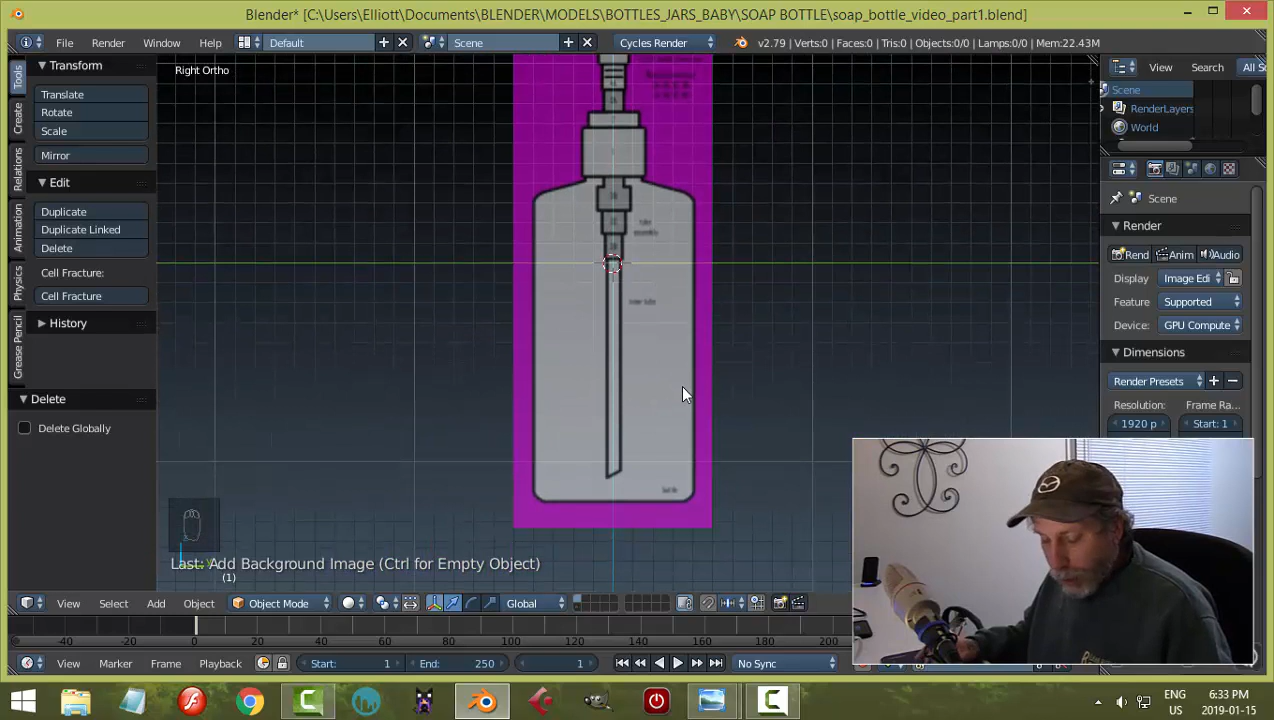 Blender* [C:\Users\Elliott\Documents\BLENDER\MODELS\BOTTLES_JARS_BABY\SOAP BOTTLE\soap_bottle_video_part1.blend]
File Render Window Help Default Scene Cycles Render v2.79 | Verts:0 | Faces:0 | Tris:0 | Objects:0/0 | Lamps:0/0 | Mem:22.43M
View Search All S
Scene
RenderLayers
World
Tools
Create
Relations
Animation
Physics
Grease Pencil
Transform
Translate
Rotate
Scale
Mirror
Edit
Duplicate
Duplicate Linked
Delete
Cell Fracture:
Cell Fracture
History
Delete
Delete Globally
Right Ortho
Last: Add Background Image (Ctrl for Empty Object)
(1)
Scene
Render
Rend Anim Audio
Display Image Edi
Feature Supported
Device: GPU Compute
Dimensions
Render Presets
Resolution: Frame Ra...
1920 p Start: 1
View Select Add Object Object Mode Global
-40 -20 0 20 40 60 80 100 120 140 160 180 200
View Marker Frame Playback Start: 1 End: 250 1 No Sync
ENG
US
6:33 PM
2019-01-15